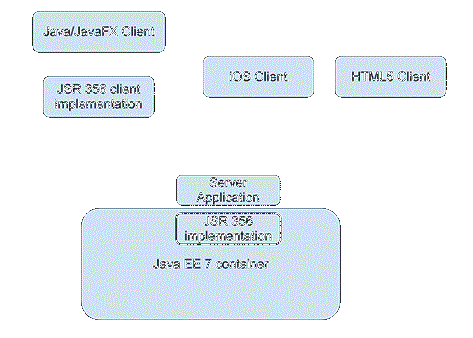 Java/JavaFX Client
JSR 356 client
implementation
iOS Client
HTML5 Client
Server
Application
JSR 356
implementation
Java EE 7 container